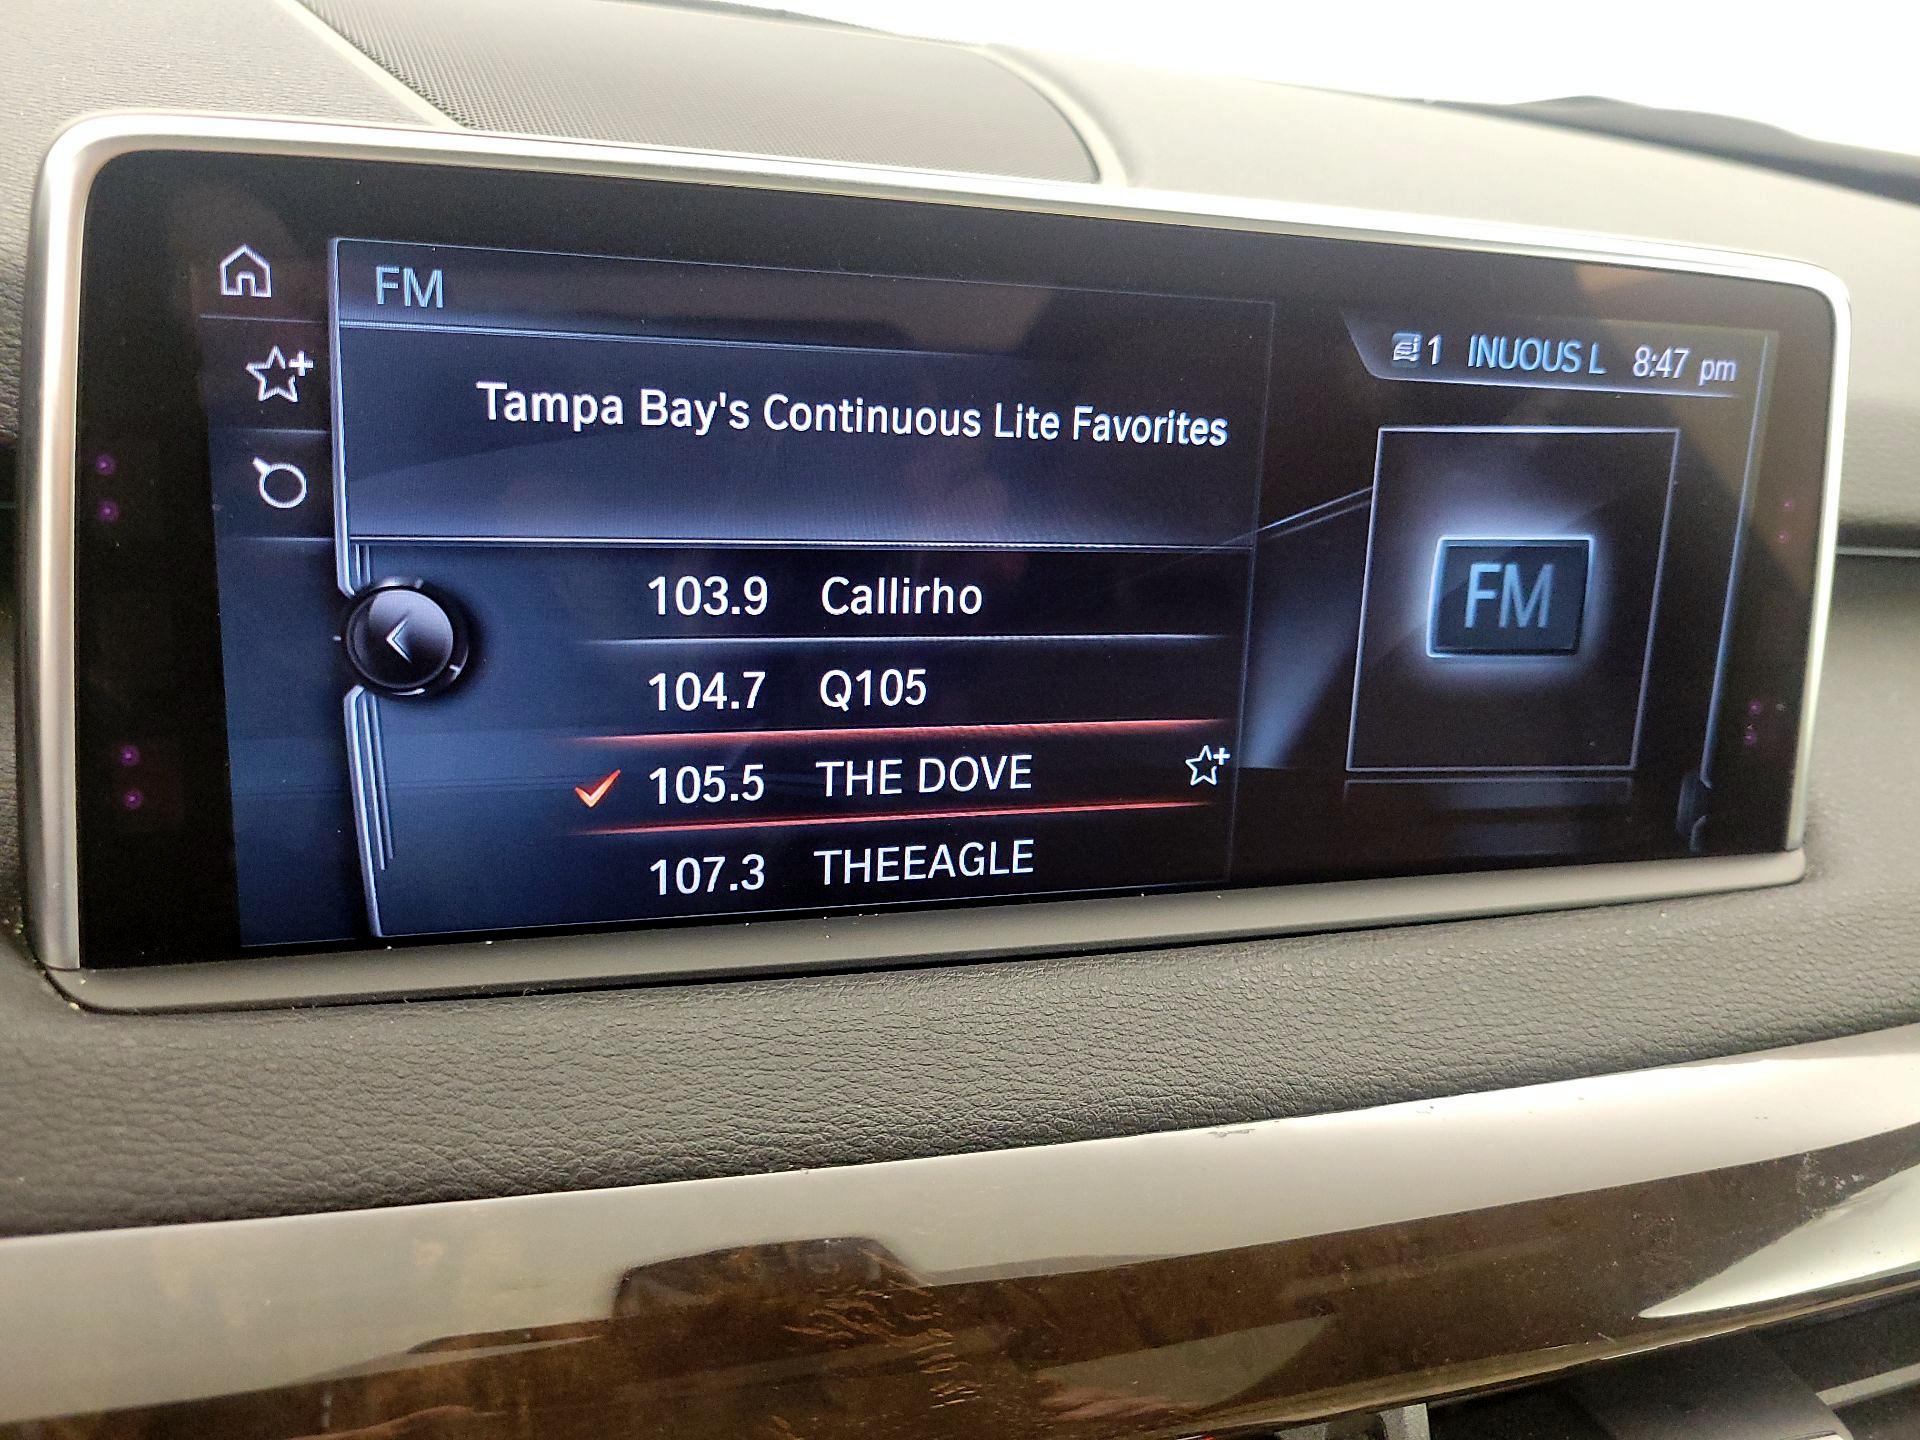 FM
1 INUOUS L 8:47 pm
Tampa Bay's Continuous Lite Favorites
103.9 Callirho
104.7 Q105
105.5 THE DOVE
107.3 THEEAGLE
FM